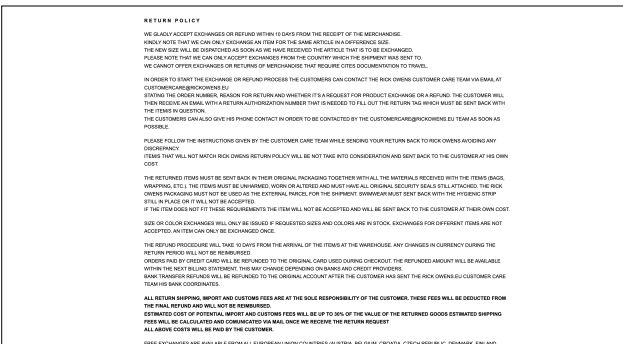 RETURN POLICY
WE GLADLY ACCEPT EXCHANGES OR REFUND WITHIN 10 DAYS FROM THE RECEIPT OF THE MERCHANDISE.
KINDLY NOTE THAT WE CAN ONLY EXCHANGE AN ITEM FOR THE SAME ARTICLE IN A DIFFERENCE SIZE.
THE NEW SIZE WILL BE DISPATCHED AS SOON AS WE HAVE RECEIVED THE ARTICLE THAT IS TO BE EXCHANGED.
PLEASE NOTE THAT WE CAN ONLY ACCEPT EXCHANGES FROM THE COUNTRY WHICH THE SHIPMENT WAS SENT TO.
WE CANNOT OFFER EXCHANGES OR RETURNS OF MERCHANDISE THAT REQUIRE CITES DOCUMENTATION TO TRAVEL.
IN ORDER TO START THE EXCHANGE OR REFUND PROCESS THE CUSTOMERS CAN CONTACT THE RICK OWENS CUSTOMER CARE TEAM VIA EMAIL AT
CUSTOMERCARE@RICKOWENS.EU
STATING THE ORDER NUMBER, REASON FOR RETURN AND WHETHER IT'S A REQUEST FOR PRODUCT EXCHANGE OR A REFUND. THE CUSTOMER WILL
THEN RECEIVE AN EMAIL WITH A RETURN AUTHORIZATION NUMBER THAT IS NEEDED TO FILL OUT THE RETURN TAG WHICH MUST BE SENT BACK WITH
THE ITEM/S IN QUESTION.
THE CUSTOMERS CAN ALSO GIVE HIS PHONE CONTACT IN ORDER TO BE CONTACTED BY THE CUSTOMERCARE@RICKOWENS.EU TEAM AS SOON AS
POSSIBLE.
PLEASE FOLLOW THE INSTRUCTIONS GIVEN BY THE CUSTOMER CARE TEAM WHILE SENDING YOUR RETURN BACK TO RICK OWENS AVOIDING ANY
DISCREPANCY.
ITEMS THAT WILL NOT MATCH RICK OWENS RETURN POLICY WILL BE NOT TAKE INTO CONSIDERATION AND SENT BACK TO THE CUSTOMER AT HIS OWN
COST.
THE RETURNED ITEMS MUST BE SENT BACK IN THEIR ORIGINAL PACKAGING TOGETHER WITH ALL THE MATERIALS RECEIVED WITH THE ITEM/S (BAGS,
WRAPPING, ETC.), THE ITEM/S MUST BE UNHARMED, WORN OR ALTERED AND MUST HAVE ALL ORIGINAL SECURITY SEALS STILL ATTACHED. THE RICK
OWENS PACKAGING MUST NOT BE USED AS THE EXTERNAL PARCEL FOR THE SHIPMENT. SWIMWEAR MUST SENT BACK WITH THE HYGIENIC STRIP
STILL IN PLACE OR IT WILL NOT BE ACCEPTED.
IF THE ITEM DOES NOT FIT THESE REQUIREMENTS THE ITEM WILL NOT BE ACCEPTED AND WILL BE SENT BACK TO THE CUSTOMER AT THEIR OWN COST.
SIZE OR COLOR EXCHANGES WILL ONLY BE ISSUED IF REQUESTED SIZES AND COLORS ARE IN STOCK. EXCHANGES FOR DIFFERENT ITEMS ARE NOT
ACCEPTED. AN ITEM CAN ONLY BE EXCHANGED ONCE.
THE REFUND PROCEDURE WILL TAKE 10 DAYS FROM THE ARRIVAL OF THE ITEM/S AT THE WAREHOUSE. ANY CHANGES IN CURRENCY DURING THE
RETURN PERIOD WILL NOT BE REIMBURSED.
ORDERS PAID BY CREDIT CARD WILL BE REFUNDED TO THE ORIGINAL CARD USED DURING CHECKOUT. THE REFUNDED AMOUNT WILL BE AVAILABLE
WITHIN THE NEXT BILLING STATEMENT, THIS MAY CHANGE DEPENDING ON BANKS AND CREDIT PROVIDERS.
BANK TRANSFER REFUNDS WILL BE REFUNDED TO THE ORIGINAL ACCOUNT AFTER THE CUSTOMER HAS SENT THE RICK OWENS.EU CUSTOMER CARE
TEAM HIS BANK COORDINATES.
ALL RETURN SHIPPING, IMPORT AND CUSTOMS FEES ARE AT THE SOLE RESPONSIBILITY OF THE CUSTOMER. THESE FEES WILL BE DEDUCTED FROM
THE FINAL REFUND AND WILL NOT BE REIMBURSED.
ESTIMATED COST OF POTENTIAL IMPORT AND CUSTOMS FEES WILL BE UP TO 30% OF THE VALUE OF THE RETURNED GOODS ESTIMATED SHIPPING
FEES WILL BE CALCULATED AND COMUNICATED VIA MAIL ONCE WE RECEIVE THE RETURN REQUEST
ALL ABOVE COSTS WILL BE PAID BY THE CUSTOMER.
FREE EXCHANGES ARE AVAILABLE FROM ALL EUROPEAN UNION COUNTRIES (AUSTRIA, BELGIUM, CROATIA, CZECH REPUBLIC, DENMARK, FINLAND,